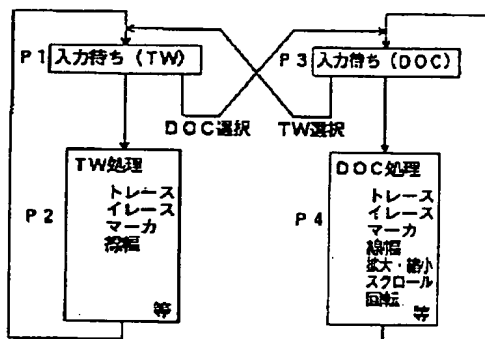 P1
入力待ち(TW)
P3
入力待ち(DOC)
DOC選択
TW選択
P2
TW処理
トレース
イレース
マーカ
線幅
等
P4
DOC処理
トレース
イレース
マーカ
線幅
拡大・縮小
スクロール
回転
等